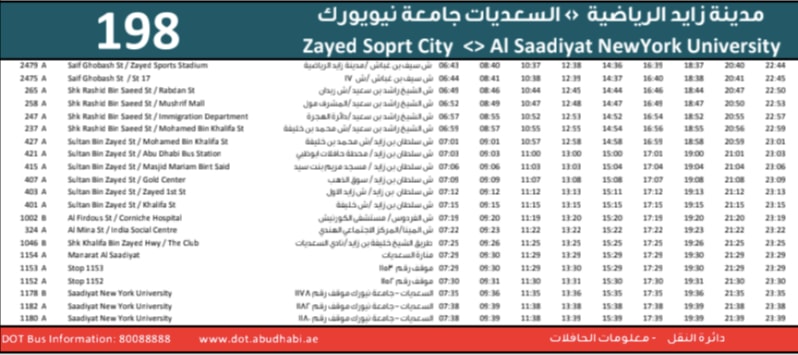 198
مدينة زايد الرياضية <> السعديات جامعة نيويورك
Zayed Soprt City <> Al Saadiyat NewYork University
2479 A Saif Ghobash St / Zayed Sports Stadium ش سيف بن غباش /مدينة زايد الرياضية 06:43 08:40 10:37 12:38 14:36 16:39 18:37 20:40 22:44
2475 A Saif Ghobash St / St 17 ش سيف بن غباش / ش ١٧ 06:44 08:41 10:38 12:39 14:37 16:40 18:38 20:41 22:45
265 A Shk Rashid Bin Saeed St / Rabdan St ش الشيخ راشد بن سعيد /ش ربدان 06:49 08:46 10:44 12:45 14:44 16:46 18:44 20:47 22:50
258 A Shk Rashid Bin Saeed St / Mushrif Mall ش الشيخ راشد بن سعيد /المشرف مول 06:52 08:49 10:47 12:48 14:47 16:49 18:47 20:50 22:53
247 A Shk Rashid Bin Saeed St / Immigration Department ش الشيخ راشد بن سعيد /دائرة الهجرة 06:57 08:55 10:52 12:53 14:52 16:54 18:52 20:55 22:57
237 A Shk Rashid Bin Saeed St / Mohamed Bin Khalifa St ش الشيخ راشد بن سعيد /ش محمد بن خليفة 06:59 08:57 10:55 12:55 14:54 16:56 18:55 20:56 22:59
427 A Sultan Bin Zayed St / Mohamed Bin Khalifa St ش سلطان بن زايد / ش محمد بن خليفة 07:01 09:01 10:57 12:58 14:58 16:59 18:58 20:59 23:01
421 A Sultan Bin Zayed St / Abu Dhabi Bus Station ش سلطان بن زايد / محطة حافلات ابوظبي 07:03 09:03 11:00 13:00 15:00 17:01 19:00 21:01 23:03
415 A Sultan Bin Zayed St / Masjid Mariam Bint Said ش سلطان بن زايد / مسجد مريم بنت سيد 07:06 09:06 11:03 13:03 15:04 17:04 19:04 21:04 23:06
407 A Sultan Bin Zayed St / Gold Center ش سلطان بن زايد / سوق الذهب 07:09 09:09 11:07 13:08 15:08 17:07 19:08 21:08 23:09
403 A Sultan Bin Zayed St / Zayed 1st St ش سلطان بن زايد / ش زايد الاول 07:12 09:12 11:12 13:13 15:11 17:12 19:13 21:12 23:13
401 A Sultan Bin Zayed St / Khalifa St ش سلطان بن زايد /ش خليفة 07:15 09:15 11:15 13:15 15:15 17:15 19:15 21:15 23:15
1002 B Al Firdous St / Corniche Hospital ش الفردوس / مستشفى الكورنيش 07:19 09:20 11:19 13:20 15:19 17:20 19:20 21:20 23:19
324 A Al Mira St / India Social Centre ش المينا/المركز الاجتماعي الهندي 07:22 09:23 11:22 13:22 15:22 17:23 19:22 21:23 23:22
1046 B Shk Khalifa Bin Zayed Hwy / The Club طريق الشيخ خليفة بن زايد/نادي السعديات 07:25 09:26 11:25 13:25 15:25 17:25 19:26 21:25 23:25
1154 A Manarat Al Saadiyat منارة السعديات 07:29 09:30 11:29 13:29 15:29 17:29 19:30 21:29 23:29
1153 A Stop 1153 موقف رقم ١١٥٣ 07:29 09:30 11:29 13:30 15:29 17:29 19:30 21:29 23:29
1152 A Stop 1152 موقف رقم ١١٥٢ 07:30 09:31 11:30 13:31 15:30 17:30 19:31 21:30 23:30
1178 B Saadiyat New York University السعديات -جامعة نيورك موقف رقم ١١٧٨ 07:35 09:35 11:36 13:36 15:35 17:35 19:36 21:35 23:35
1182 A Saadiyat New York University السعديات -جامعة نيورك موقف رقم 07:38 09:39 11:38 13:38 15:38 17:38 19:39 21:38 23:39
1180 A Saadiyat New York University السعديات -جامعة نيورك موقف رقم ١١٨٠ 07:38 09:39 11:39 13:39 15:39 17:39 19:39 21:39 23:39
DOT Bus Information: 80088888 www.dot.abudhabi.ae دائرة النقل - معلومات الحافلات